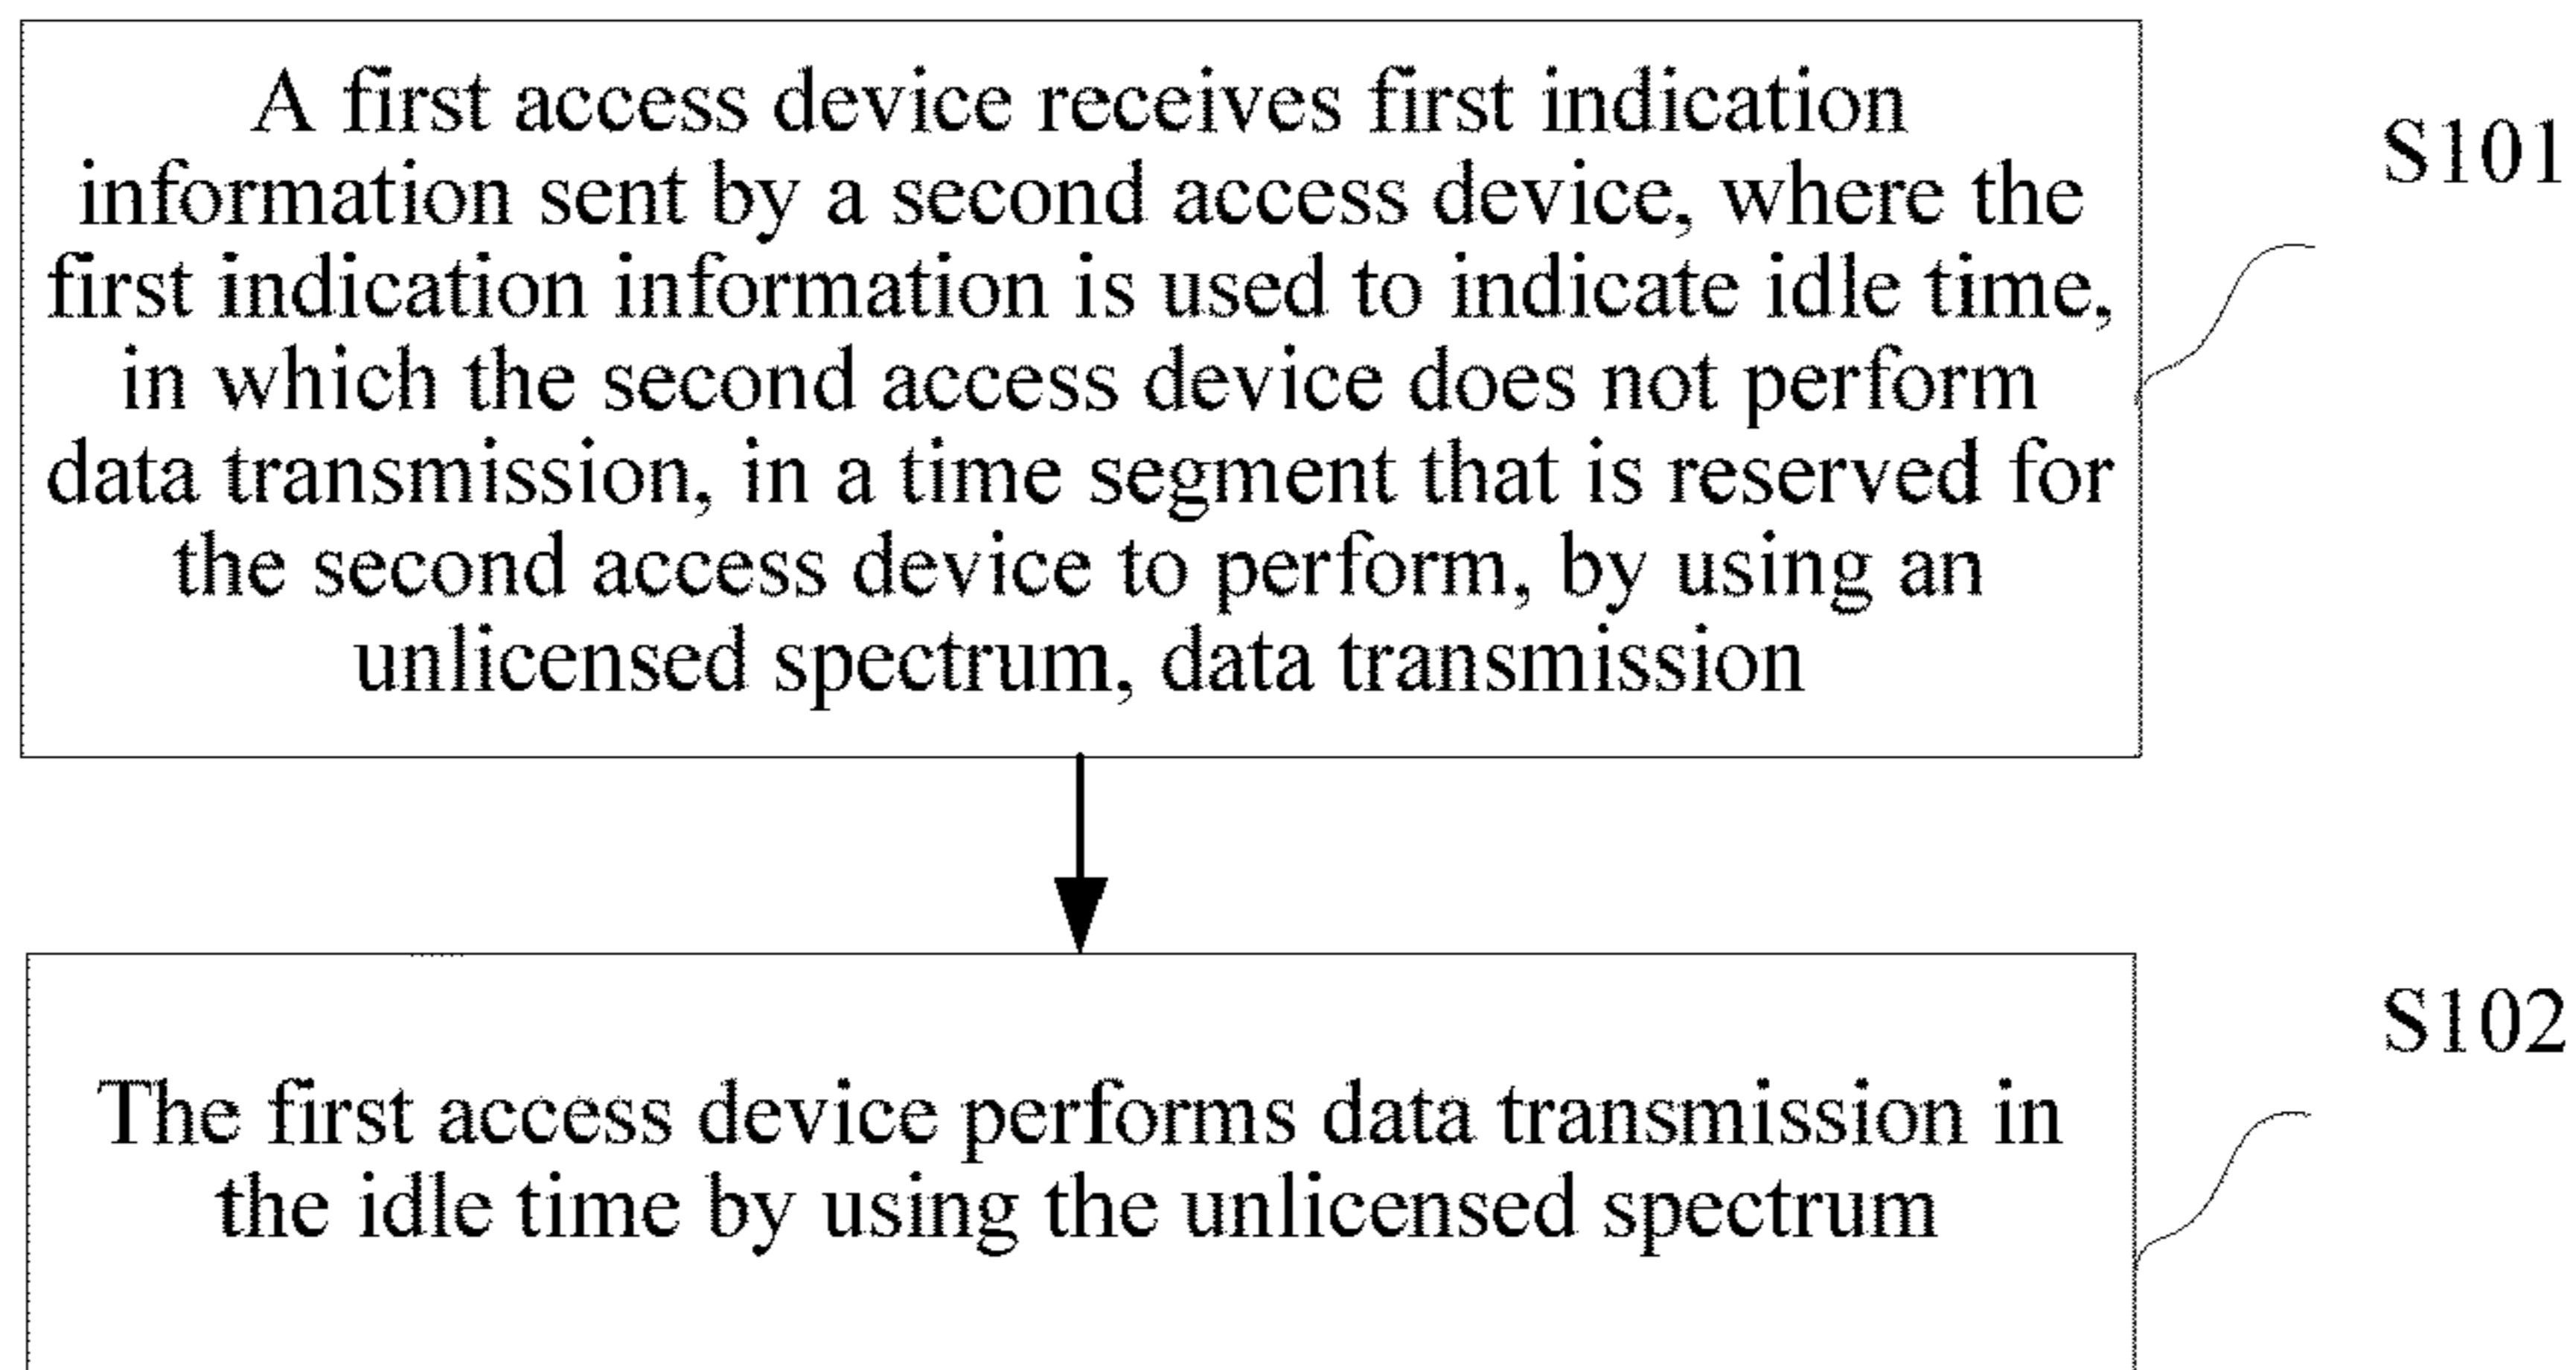 A first access device receives first indication
information sent by a second access device, where the
first indication information is used to indicate idle time,
in which the second access device does not perform
data transmission, in a time segment that is reserved for
the second access device to perform, by using an
unlicensed spectrum, data transmission
S101
The first access device performs data transmission in
the idle time by using the unlicensed spectrum
S102